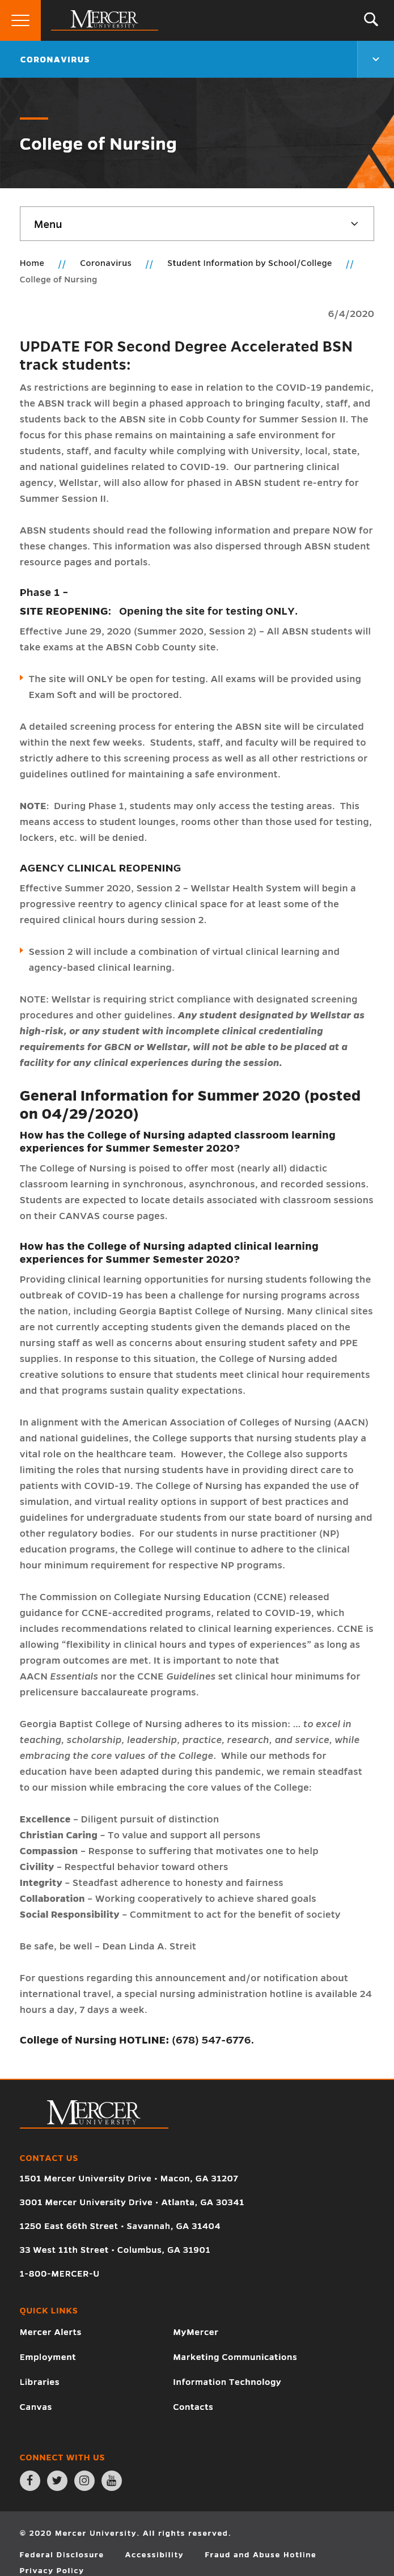 MERCER
UNIVERSITY
CORONAVIRUS
College of Nursing
Menu
Home // Coronavirus // Student Information by School/College //
College of Nursing
6/4/2020
UPDATE FOR Second Degree Accelerated BSN
track students:
As restrictions are beginning to ease in relation to the COVID-19 pandemic,
the ABSN track will begin a phased approach to bringing faculty, staff, and
students back to the ABSN site in Cobb County for Summer Session II. The
focus for this phase remains on maintaining a safe environment for
students, staff, and faculty while complying with University, local, state,
and national guidelines related to COVID-19.  Our partnering clinical
agency, Wellstar, will also allow for phased in ABSN student re-entry for
Summer Session II.
ABSN students should read the following information and prepare NOW for
these changes. This information was also dispersed through ABSN student
resource pages and portals.
Phase 1 –
SITE REOPENING:   Opening the site for testing ONLY.
Effective June 29, 2020 (Summer 2020, Session 2) – All ABSN students will
take exams at the ABSN Cobb County site.
The site will ONLY be open for testing. All exams will be provided using
Exam Soft and will be proctored.
A detailed screening process for entering the ABSN site will be circulated
within the next few weeks.  Students, staff, and faculty will be required to
strictly adhere to this screening process as well as all other restrictions or
guidelines outlined for maintaining a safe environment.
NOTE:  During Phase 1, students may only access the testing areas.  This
means access to student lounges, rooms other than those used for testing,
lockers, etc. will be denied.
AGENCY CLINICAL REOPENING
Effective Summer 2020, Session 2 – Wellstar Health System will begin a
progressive reentry to agency clinical space for at least some of the
required clinical hours during session 2.
Session 2 will include a combination of virtual clinical learning and
agency-based clinical learning.
NOTE: Wellstar is requiring strict compliance with designated screening
procedures and other guidelines. Any student designated by Wellstar as
high-risk, or any student with incomplete clinical credentialing
requirements for GBCN or Wellstar, will not be able to be placed at a
facility for any clinical experiences during the session.
General Information for Summer 2020 (posted
on 04/29/2020)
How has the College of Nursing adapted classroom learning
experiences for Summer Semester 2020?
The College of Nursing is poised to offer most (nearly all) didactic
classroom learning in synchronous, asynchronous, and recorded sessions.
Students are expected to locate details associated with classroom sessions
on their CANVAS course pages.
How has the College of Nursing adapted clinical learning
experiences for Summer Semester 2020?
Providing clinical learning opportunities for nursing students following the
outbreak of COVID-19 has been a challenge for nursing programs across
the nation, including Georgia Baptist College of Nursing. Many clinical sites
are not currently accepting students given the demands placed on the
nursing staff as well as concerns about ensuring student safety and PPE
supplies. In response to this situation, the College of Nursing added
creative solutions to ensure that students meet clinical hour requirements
and that programs sustain quality expectations.
In alignment with the American Association of Colleges of Nursing (AACN)
and national guidelines, the College supports that nursing students play a
vital role on the healthcare team.  However, the College also supports
limiting the roles that nursing students have in providing direct care to
patients with COVID-19. The College of Nursing has expanded the use of
simulation, and virtual reality options in support of best practices and
guidelines for undergraduate students from our state board of nursing and
other regulatory bodies.  For our students in nurse practitioner (NP)
education programs, the College will continue to adhere to the clinical
hour minimum requirement for respective NP programs.
The Commission on Collegiate Nursing Education (CCNE) released
guidance for CCNE-accredited programs, related to COVID-19, which
includes recommendations related to clinical learning experiences. CCNE is
allowing “flexibility in clinical hours and types of experiences” as long as
program outcomes are met. It is important to note that
AACN Essentials nor the CCNE Guidelines set clinical hour minimums for
prelicensure baccalaureate programs.
Georgia Baptist College of Nursing adheres to its mission: … to excel in
teaching, scholarship, leadership, practice, research, and service, while
embracing the core values of the College.  While our methods for
education have been adapted during this pandemic, we remain steadfast
to our mission while embracing the core values of the College:
Excellence – Diligent pursuit of distinction
Christian Caring – To value and support all persons
Compassion – Response to suffering that motivates one to help
Civility – Respectful behavior toward others
Integrity – Steadfast adherence to honesty and fairness
Collaboration – Working cooperatively to achieve shared goals
Social Responsibility – Commitment to act for the benefit of society
Be safe, be well – Dean Linda A. Streit
For questions regarding this announcement and/or notification about
international travel, a special nursing administration hotline is available 24
hours a day, 7 days a week.
College of Nursing HOTLINE: (678) 547-6776.
MERCER
UNIVERSITY
CONTACT US
1501 Mercer University Drive • Macon, GA 31207
3001 Mercer University Drive • Atlanta, GA 30341
1250 East 66th Street • Savannah, GA 31404
33 West 11th Street • Columbus, GA 31901
1-800-MERCER-U
QUICK LINKS
Mercer Alerts MyMercer
Employment Marketing Communications
Libraries Information Technology
Canvas Contacts
CONNECT WITH US
© 2020 Mercer University. All rights reserved.
Federal Disclosure Accessibility Fraud and Abuse Hotline
Privacy Policy